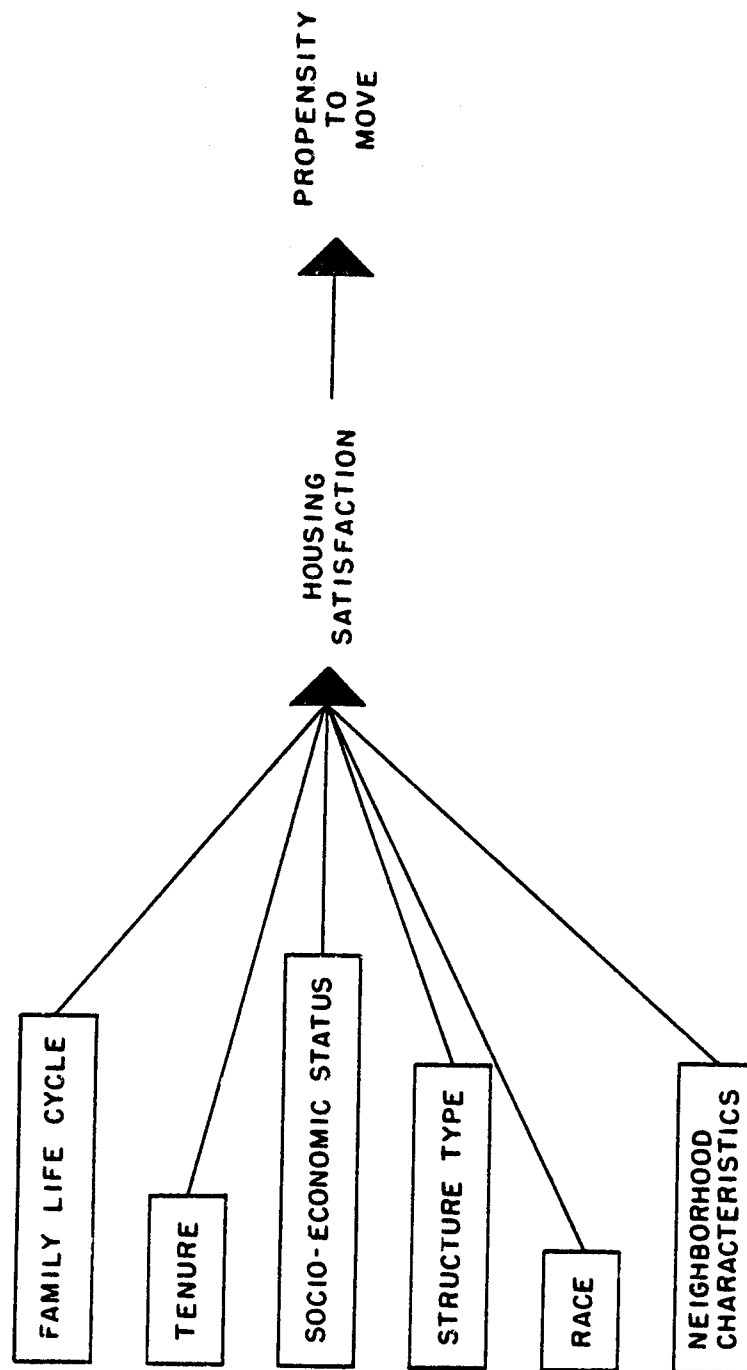 FAMILY LIFE CYCLE
TENURE
SOCIO-ECONOMIC STATUS
STRUCTURE TYPE
RACE
NEIGHBORHOOD
CHARACTERISTICS
HOUSING
SATISFACTION
PROPENSITY
TO
MOVE